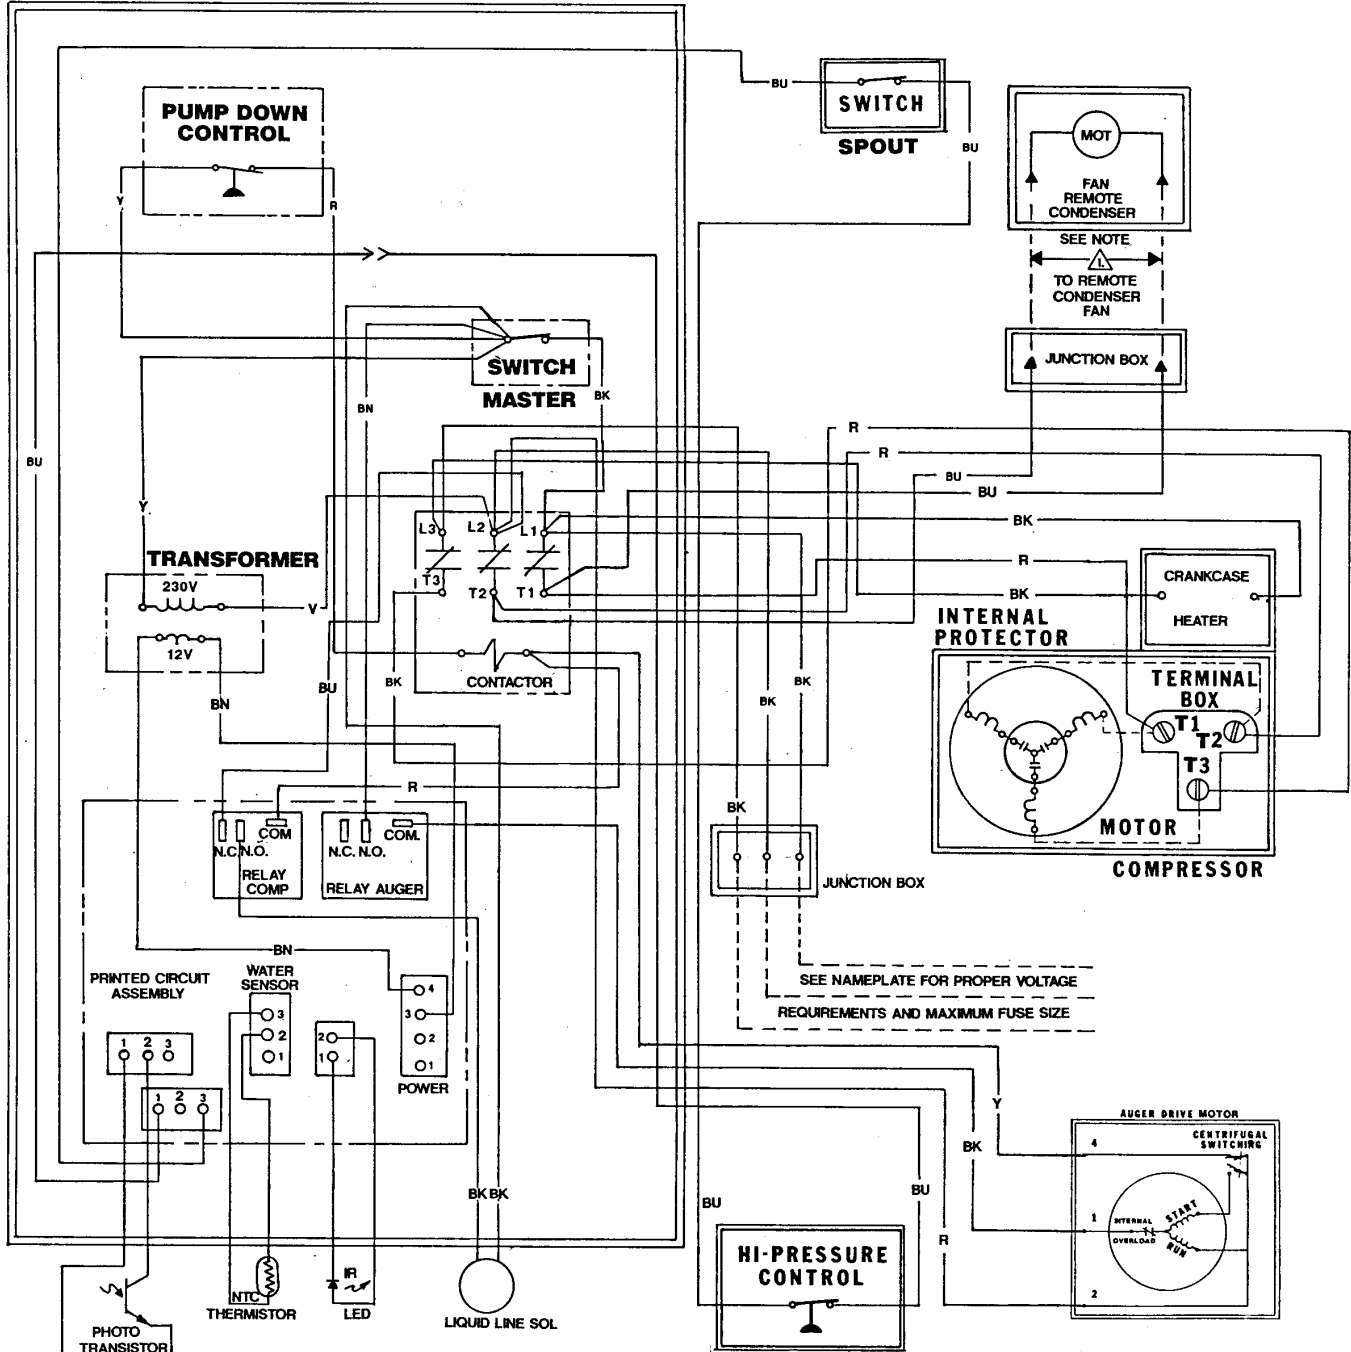 BU
SWITCH
SPOUT
BU
PUMP DOWN
CONTROL
Y
R
MOT
FAN
REMOTE
CONDENSER
SEE NOTE
1.
TO REMOTE
CONDENSER
FAN
JUNCTION BOX
SWITCH
MASTER
BK
BN
BU
R
R
BU
BU
BK
R
BK
Y
L3
L2
L1
T3
T2
T1
CONTACTOR
TRANSFORMER
230V
V
12V
BU
BN
BK
BK
BK
BK
CRANKCASE
HEATER
INTERNAL
PROTECTOR
TERMINAL
BOX
T1
T2
T3
MOTOR
COMPRESSOR
R
COM
N.C.
N.O.
RELAY
COMP
COM.
N.C.
N.O.
RELAY AUGER
JUNCTION BOX
BN
PRINTED CIRCUIT
ASSEMBLY
WATER
SENSOR
3
2
1
2
1
4
3
2
1
POWER
1 2 3
1 2 3
SEE NAMEPLATE FOR PROPER VOLTAGE
REQUIREMENTS AND MAXIMUM FUSE SIZE
Y
BK
R
BU
BU
AUGER DRIVE MOTOR
CENTRIFUGAL
SWITCHING
4
1
2
INTERNAL
OVERLOAD
START
RUN
BK
BK
HI-PRESSURE
CONTROL
PHOTO
TRANSISTOR
NTC
THERMISTOR
IR
LED
LIQUID LINE SOL